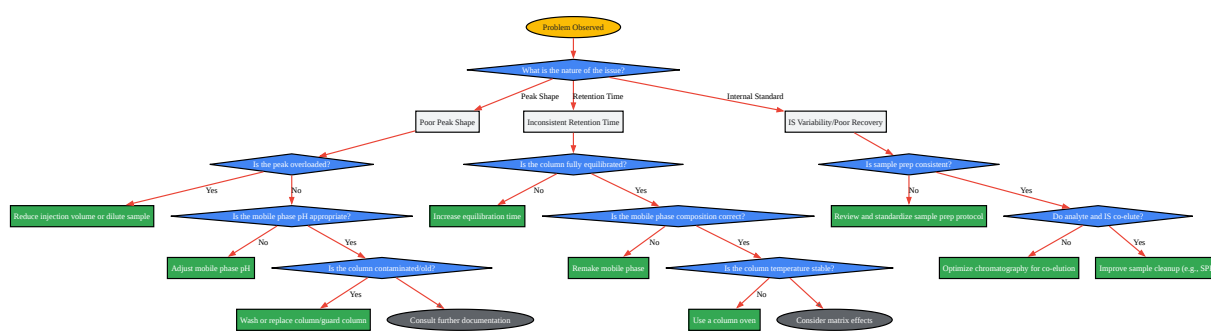 Problem Observed
What is the nature of the issue?
Peak Shape
Retention Time
Internal Standard
Poor Peak Shape
Inconsistent Retention Time
IS Variability/Poor Recovery
Is the peak overloaded?
Is the column fully equilibrated?
Is sample prep consistent?
Yes
No
No
Yes
No
Yes
Reduce injection volume or dilute sample
Is the mobile phase pH appropriate?
Increase equilibration time
Is the mobile phase composition correct?
Review and standardize sample prep protocol
Do analyte and IS co-elute?
No
Yes
No
Yes
No
Yes
Adjust mobile phase pH
Is the column contaminated/old?
Remake mobile phase
Is the column temperature stable?
Optimize chromatography for co-elution
Improve sample cleanup (e.g., SP
Yes
No
Wash or replace column/guard column
Consult further documentation
Use a column oven
Consider matrix effects